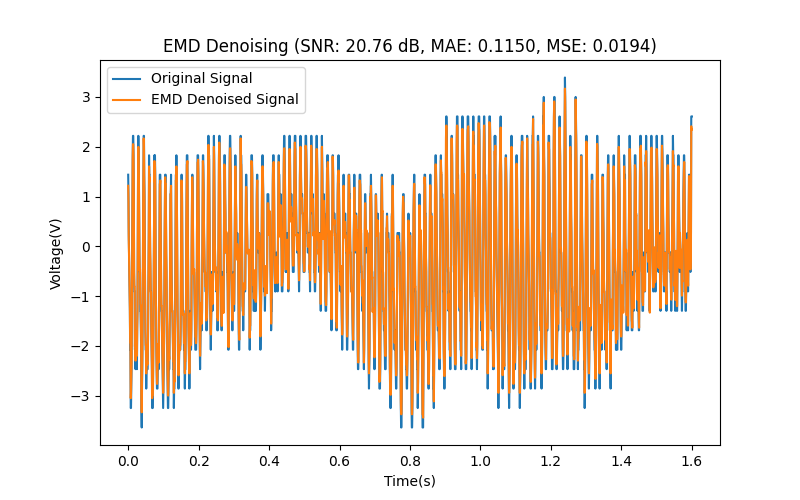 EMD Denoising (SNR: 20.76 dB, MAE: 0.1150, MSE: 0.0194)
Original Signal
EMD Denoised Signal
3
2
1
0
−1
−2
−3
Voltage(V)
0.0 0.2 0.4 0.6 0.8 1.0 1.2 1.4 1.6
Time(s)